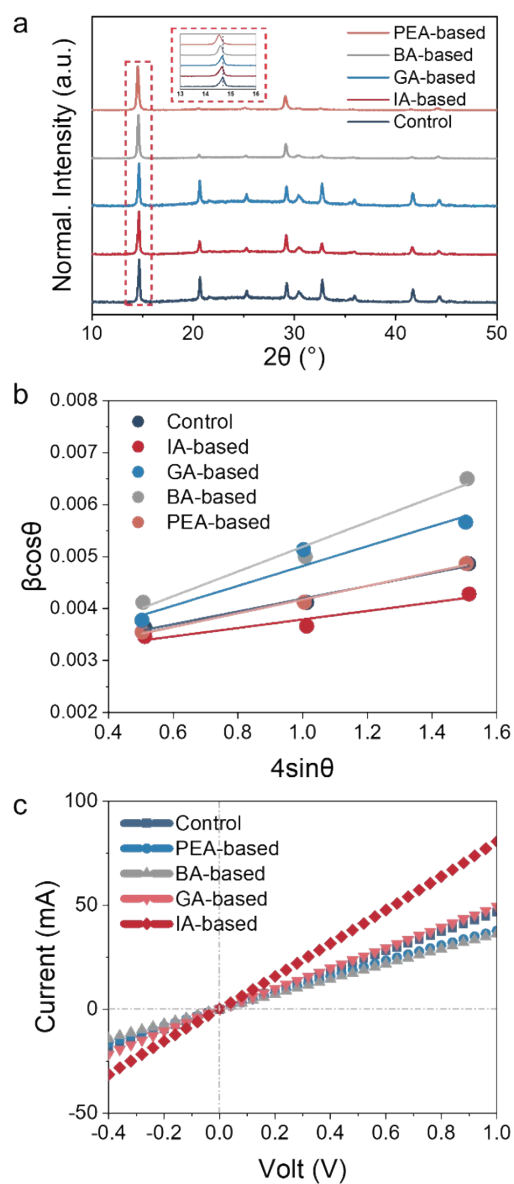 a
PEA-based
BA-based
GA-based
IA-based
Control
13 14 15 16
Normal. Intensity (a.u.)
10 20 30 40 50
2θ (°)
b
0.008
0.007
0.006
0.005
0.004
0.003
0.002
Control
IA-based
GA-based
BA-based
PEA-based
βcosθ
0.4 0.6 0.8 1.0 1.2 1.4 1.6
4sinθ
c
100
50
0
-50
Control
PEA-based
BA-based
GA-based
IA-based
Current (mA)
-0.4 -0.2 0.0 0.2 0.4 0.6 0.8 1.0
Volt (V)